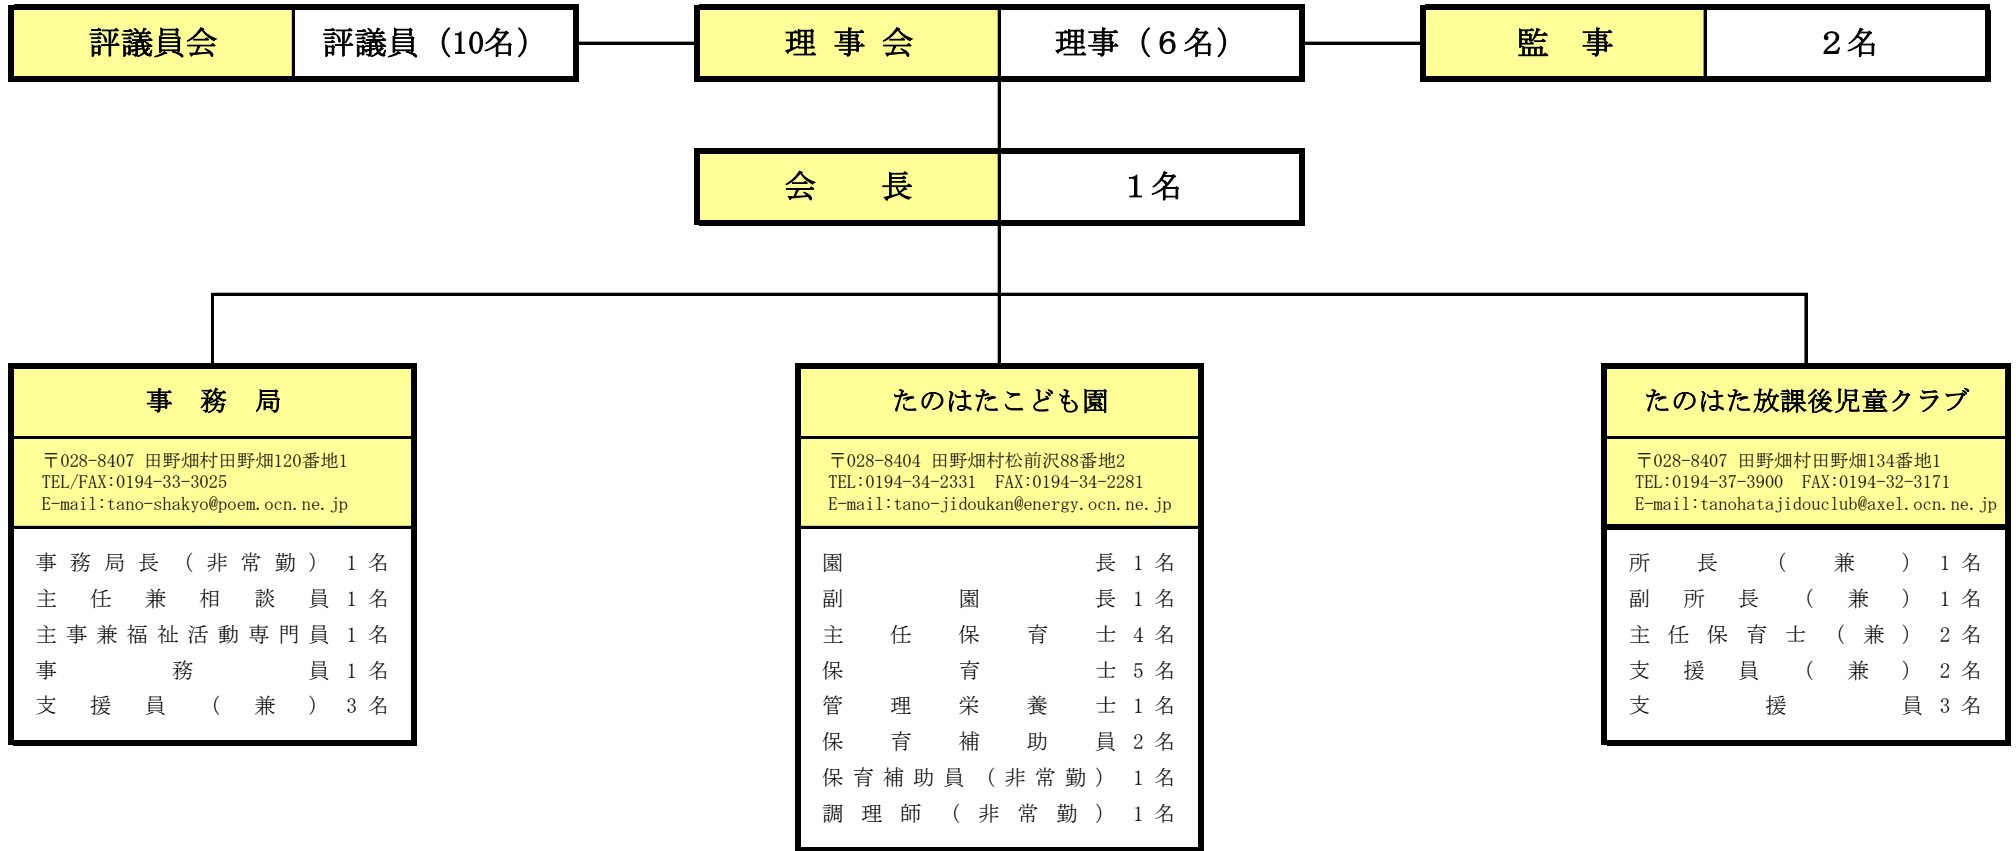 評議員会 評議員（10名） 理事会 理事（６名） 監事 ２名
会長 １名
事務局
〒028-8407 田野畑村田野畑120番地1
TEL/FAX:0194-33-3025
E-mail:tano-shakyo@poem.ocn.ne.jp
事務局長（非常勤） 1名
主任兼相談員 1名
主事兼福祉活動専門員 1名
事務員 1名
支援員（兼） 3名
たのはたこども園
〒028-8404 田野畑村松前沢88番地2
TEL:0194-34-2331 FAX:0194-34-2281
E-mail:tano-jidoukan@energy.ocn.ne.jp
園長 1名
副園長 1名
主任保育士 4名
保育士 5名
管理栄養士 1名
保育補助員 2名
保育補助員（非常勤） 1名
調理師（非常勤） 1名
たのはた放課後児童クラブ
〒028-8407 田野畑村田野畑134番地1
TEL:0194-37-3900 FAX:0194-32-3171
E-mail:tanohatajidouclub@axel.ocn.ne.jp
所長（兼） 1名
副所長（兼） 1名
主任保育士（兼） 2名
支援員（兼） 2名
支援員 3名